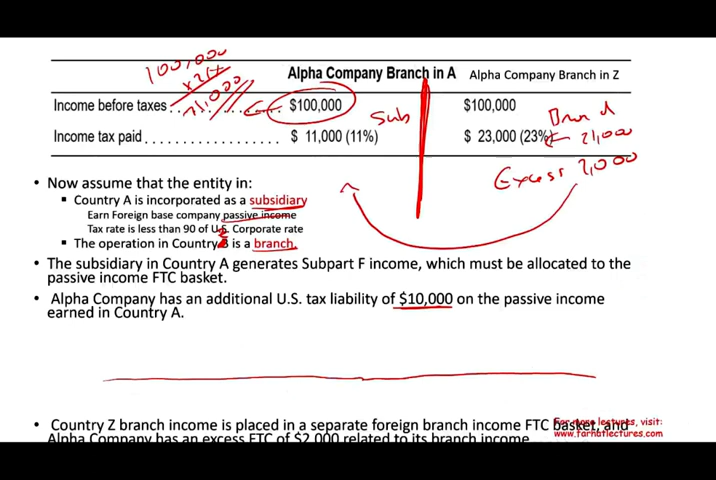 100,000
x 21%
21,000
Alpha Company Branch in A Alpha Company Branch in Z
Income before taxes $100,000 $100,000
Sub
Branch
Income tax paid $ 11,000 (11%) $ 23,000 (23%) 21,000
Excess 2,000
• Now assume that the entity in:
▪ Country A is incorporated as a subsidiary
Earn Foreign base company passive income
Tax rate is less than 90 of U.S. Corporate rate
▪ The operation in Country is a branch.
• The subsidiary in Country A generates Subpart F income, which must be allocated to the
passive income FTC basket.
• Alpha Company has an additional U.S. tax liability of $10,000 on the passive income
earned in Country A.
• Country Z branch income is placed in a separate foreign branch income FTC basket, and
For more lectures, visit:
www.farhatlectures.com
Alpha Company has an excess FTC of $2,000 related to its branch income.